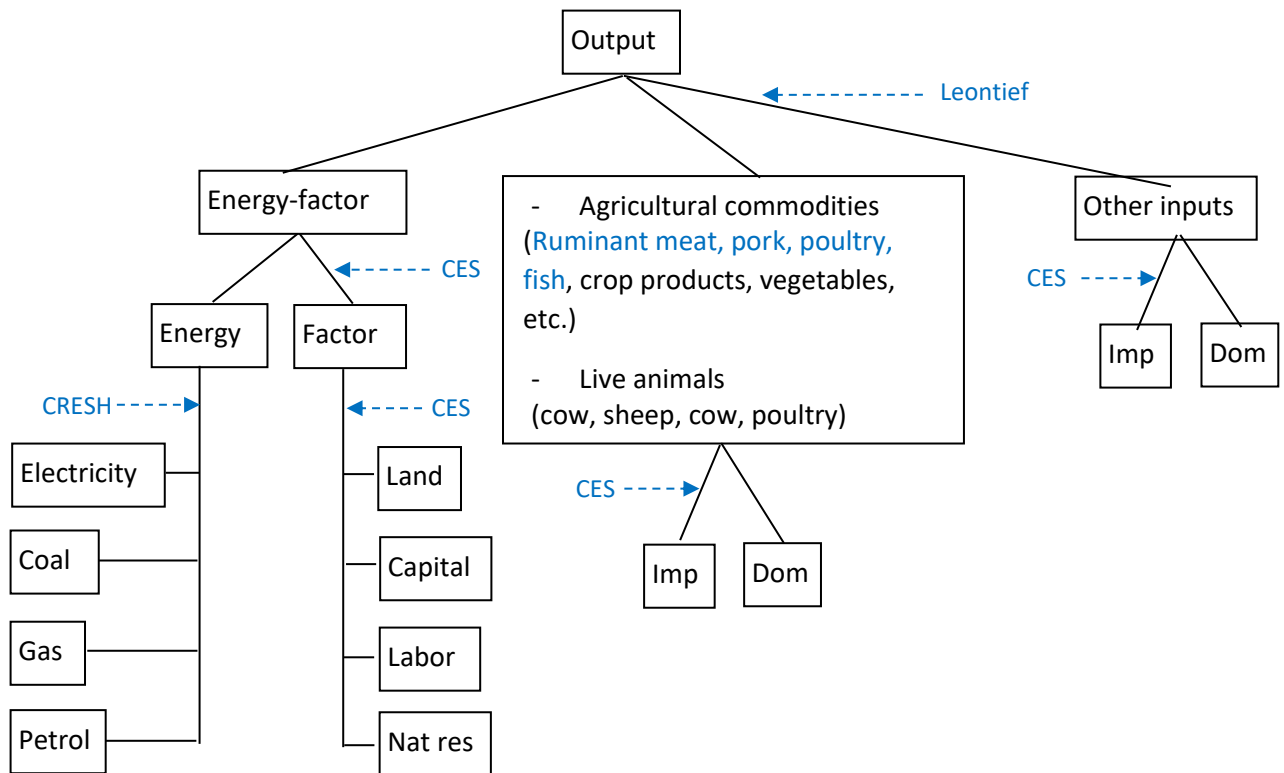 Output
Leontief
Energy-factor
- Agricultural commodities
(Ruminant meat, pork, poultry,
fish, crop products, vegetables,
etc.)
- Live animals
(cow, sheep, cow, poultry)
Other inputs
CES
CES
Energy
Factor
Imp
Dom
CRESH
CES
Electricity
Land
CES
Coal
Capital
Imp
Dom
Gas
Labor
Petrol
Nat res